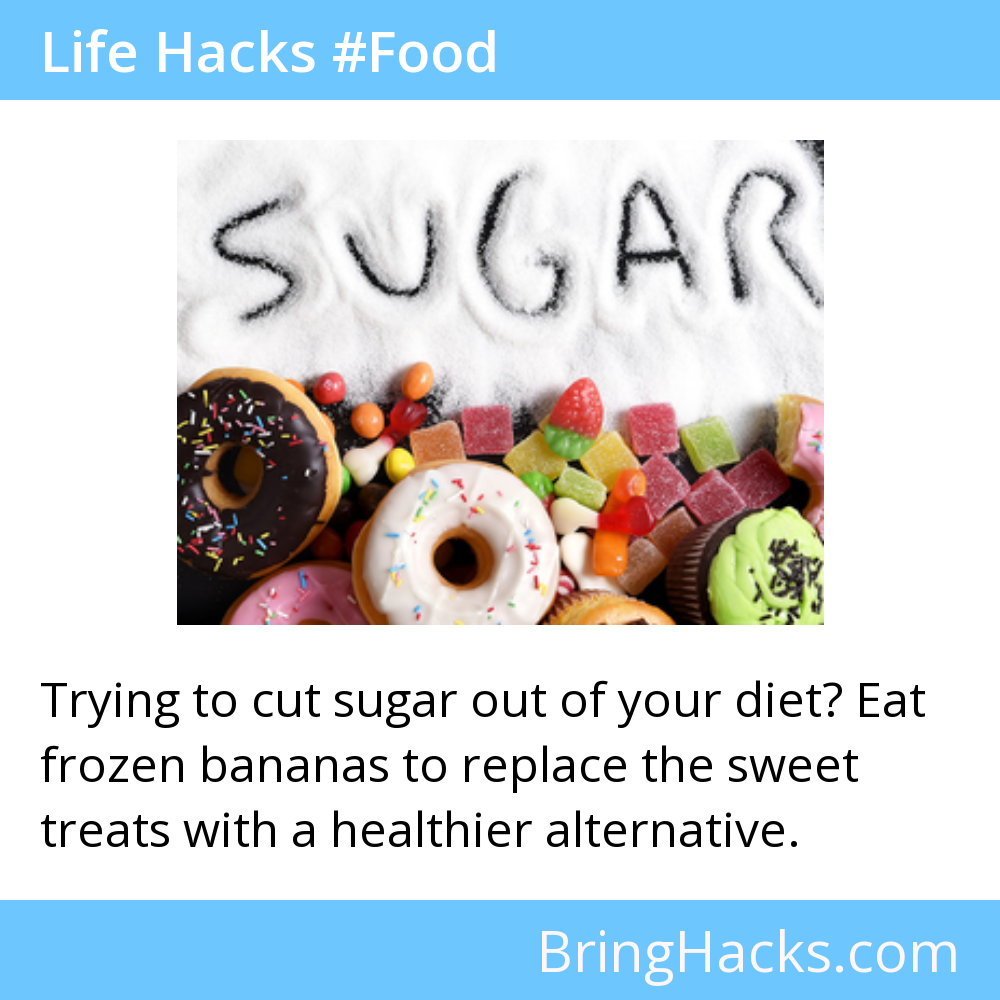 Life Hacks #Food
SUGAR
Trying to cut sugar out of your diet? Eat
frozen bananas to replace the sweet
treats with a healthier alternative.
BringHacks.com